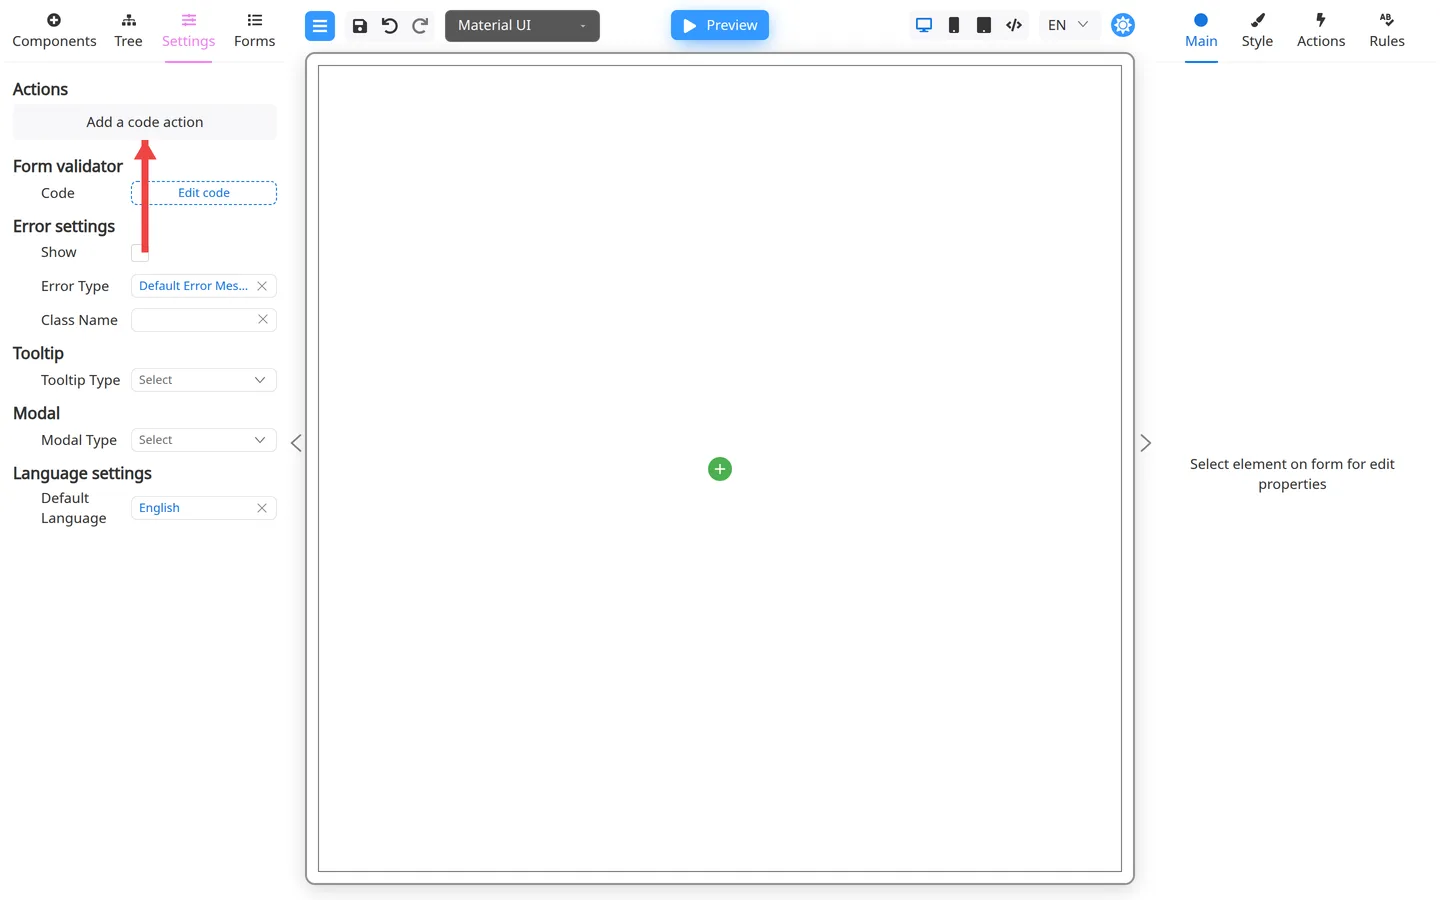 Components Tree Settings Forms
Material UI
Preview
EN
Main Style Actions Rules
Actions
Add a code action
Form validator
Code Edit code
Error settings
Show
Error Type Default Error Mes...
Class Name
Tooltip
Tooltip Type Select
Modal
Modal Type Select
Language settings
Default
Language English
Select element on form for edit
properties